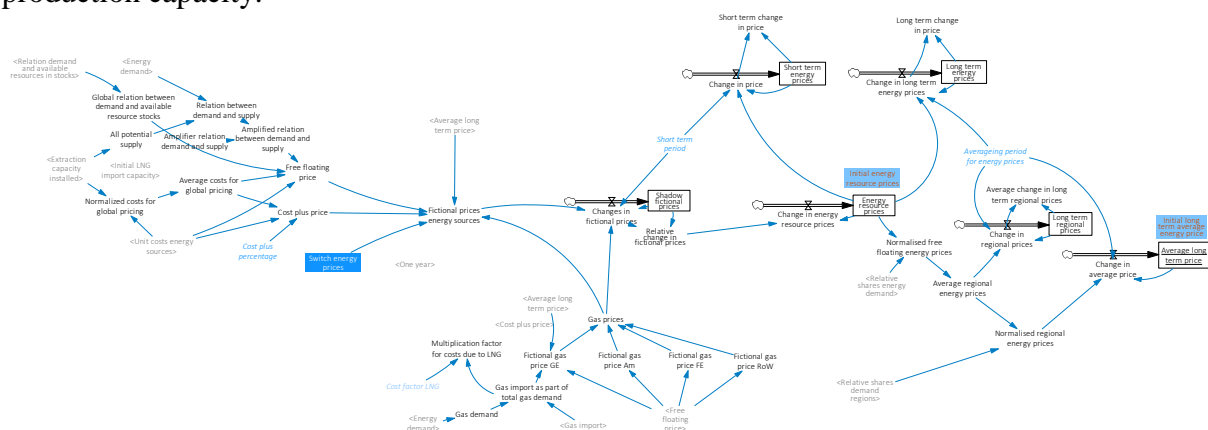 production capacity.
Short term change
in price
Long term change
in price
<Relation demand
and available
resources in stocks>
<Energy
demand>
Short term
energy
prices
Change in price
Long term
energy
prices
Change in long term
energy prices
Global relation between
demand and available
resource stocks
Relation between
demand and supply
All potential
supply
Amplifier relation
demand and supply
Amplified relation
between demand and
supply
<Average long
term price>
Short term
period
Averageing period
for energy prices
<Extraction
capacity
installed>
<Initial LNG
import capacity>
Free floating
price
Average costs for
global pricing
Normalized costs for
global pricing
Cost plus price
Fictional prices
energy sources
Shadow
fictional
prices
Changes in
fictional prices
Relative
change in
fictional prices
Initial energy
resource prices
Energy
resource
prices
Change in energy
resource prices
Average change in long
term regional prices
Long term
regional
prices
Change in
regional prices
Initial long
term average
energy price
Average long
term price
Change in
average price
<Unit costs energy
sources>
Cost plus
percentage
Switch energy
prices
<One year>
Normalised free
floating energy prices
<Relative
shares energy
demand>
Average regional
energy prices
<Average long
term price>
<Cost plus price>
Gas prices
Normalised regional
energy prices
Multiplication factor
for costs due to LNG
Fictional gas
price GE
Fictional gas
price Am
Fictional gas
price FE
Fictional gas
price RoW
Cost factor LNG
Gas import as part of
total gas demand
<Relative shares
demand
regions>
<Energy
demand>
Gas demand
<Gas import>
<Free
floating
price>